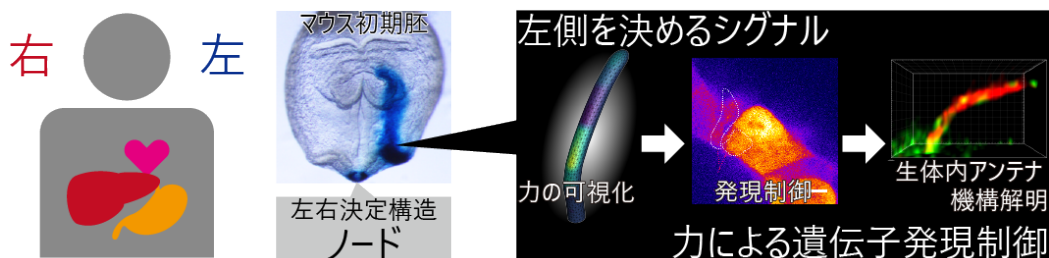 右
左
マウス初期胚
左右決定構造
ノード
左側を決めるシグナル
力の可視化
発現制御
生体内アンテナ
機構解明
力による遺伝子発現制御